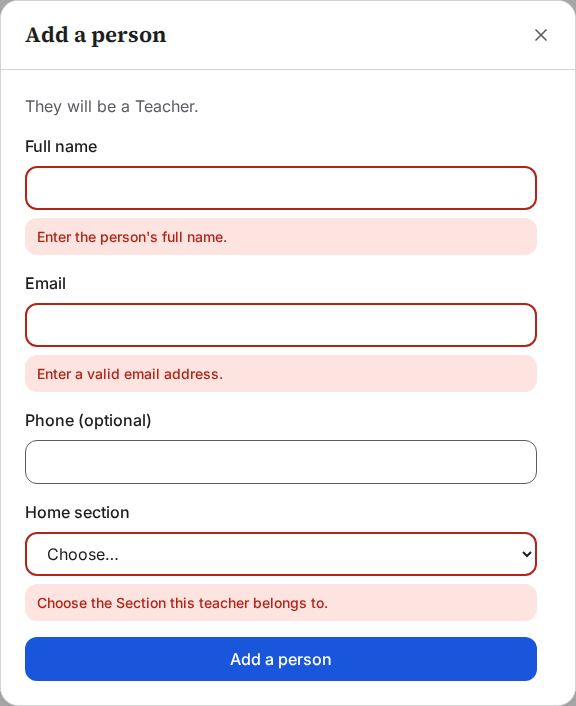 Add a person
They will be a Teacher.
Full name
Enter the person's full name.
Email
Enter a valid email address.
Phone (optional)
Home section
Choose...
Choose the Section this teacher belongs to.
Add a person